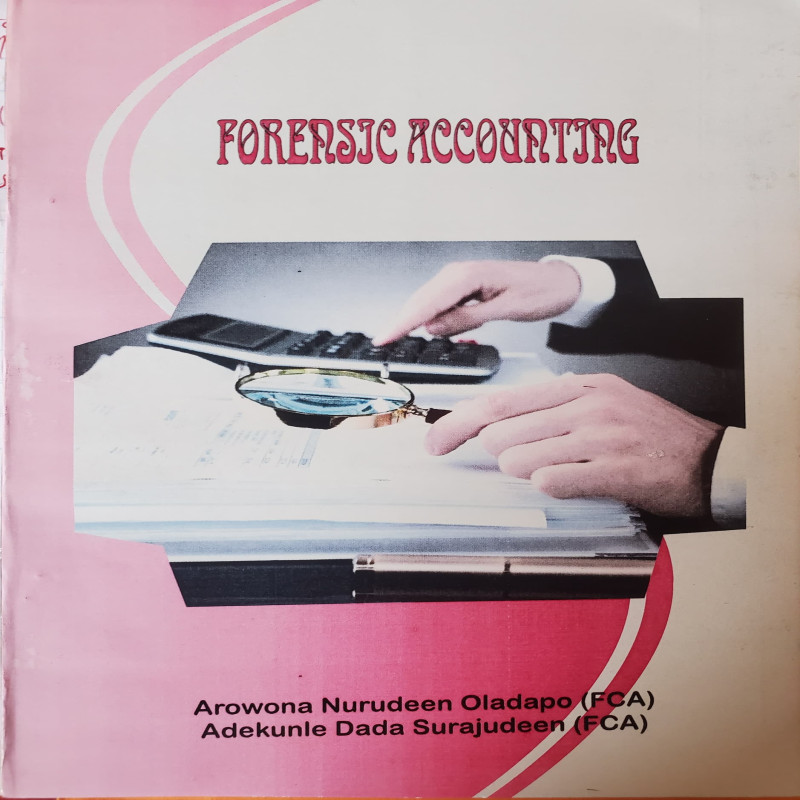 FORENSIC ACCOUNTING
Arowona Nurudeen Oladapo (FCA)
Adekunle Dada Surajudeen (FCA)